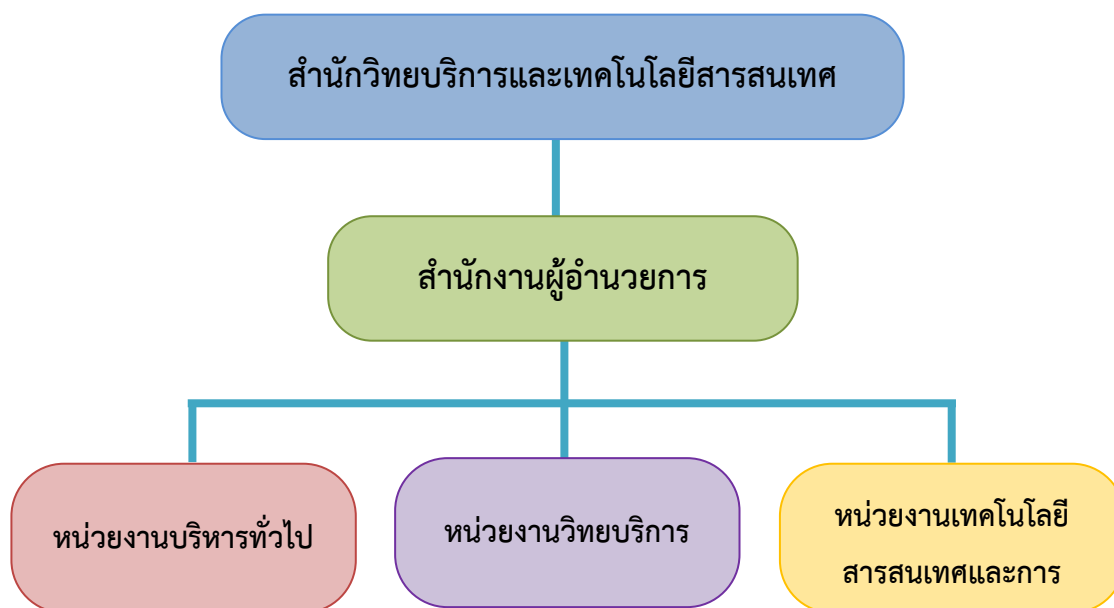 สำนักวิทยบริการและเทคโนโลยีสารสนเทศ
สำนักงานผู้อำนวยการ
หน่วยงานบริหารทั่วไป
หน่วยงานวิทยบริการ
หน่วยงานเทคโนโลยี
สารสนเทศและการ